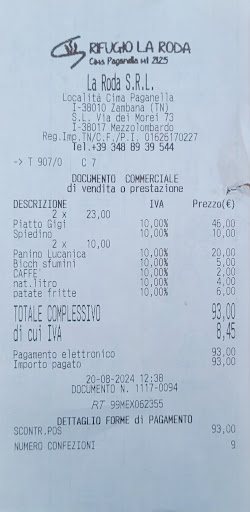 RIFUGIO LA RODA
Cima Paganella mt 2125
La Roda S.R.L.
Località Cima Paganella
I-38010 Zambana (TN)
S.L. Via dei Morei 73
I-38017 Mezzolombardo
Reg.Imp.TN/C.F./P.I. 01626170227
Tel.+39 348 89 39 544
-> T 907/0 C 7
DOCUMENTO COMMERCIALE
di vendita o prestazione
DESCRIZIONE IVA Prezzo(€)
2 x 23,00
Piatto Gigi 10,00% 46,00
Spiedino 10,00% 10,00
2 x 10,00
Panino Lucanica 10,00% 20,00
Bicch sfumini 10,00% 5,00
CAFFE' 10,00% 2,00
nat.litro 10,00% 4,00
patate fritte 10,00% 6,00
TOTALE COMPLESSIVO 93,00
di cui IVA 8,45
Pagamento elettronico 93,00
Importo pagato 93,00
20-08-2024 12:38
DOCUMENTO N. 1117-0094
RT 99MEX062355
DETTAGLIO FORME di PAGAMENTO
SCONTR.POS 93,00
NUMERO CONFEZIONI 9